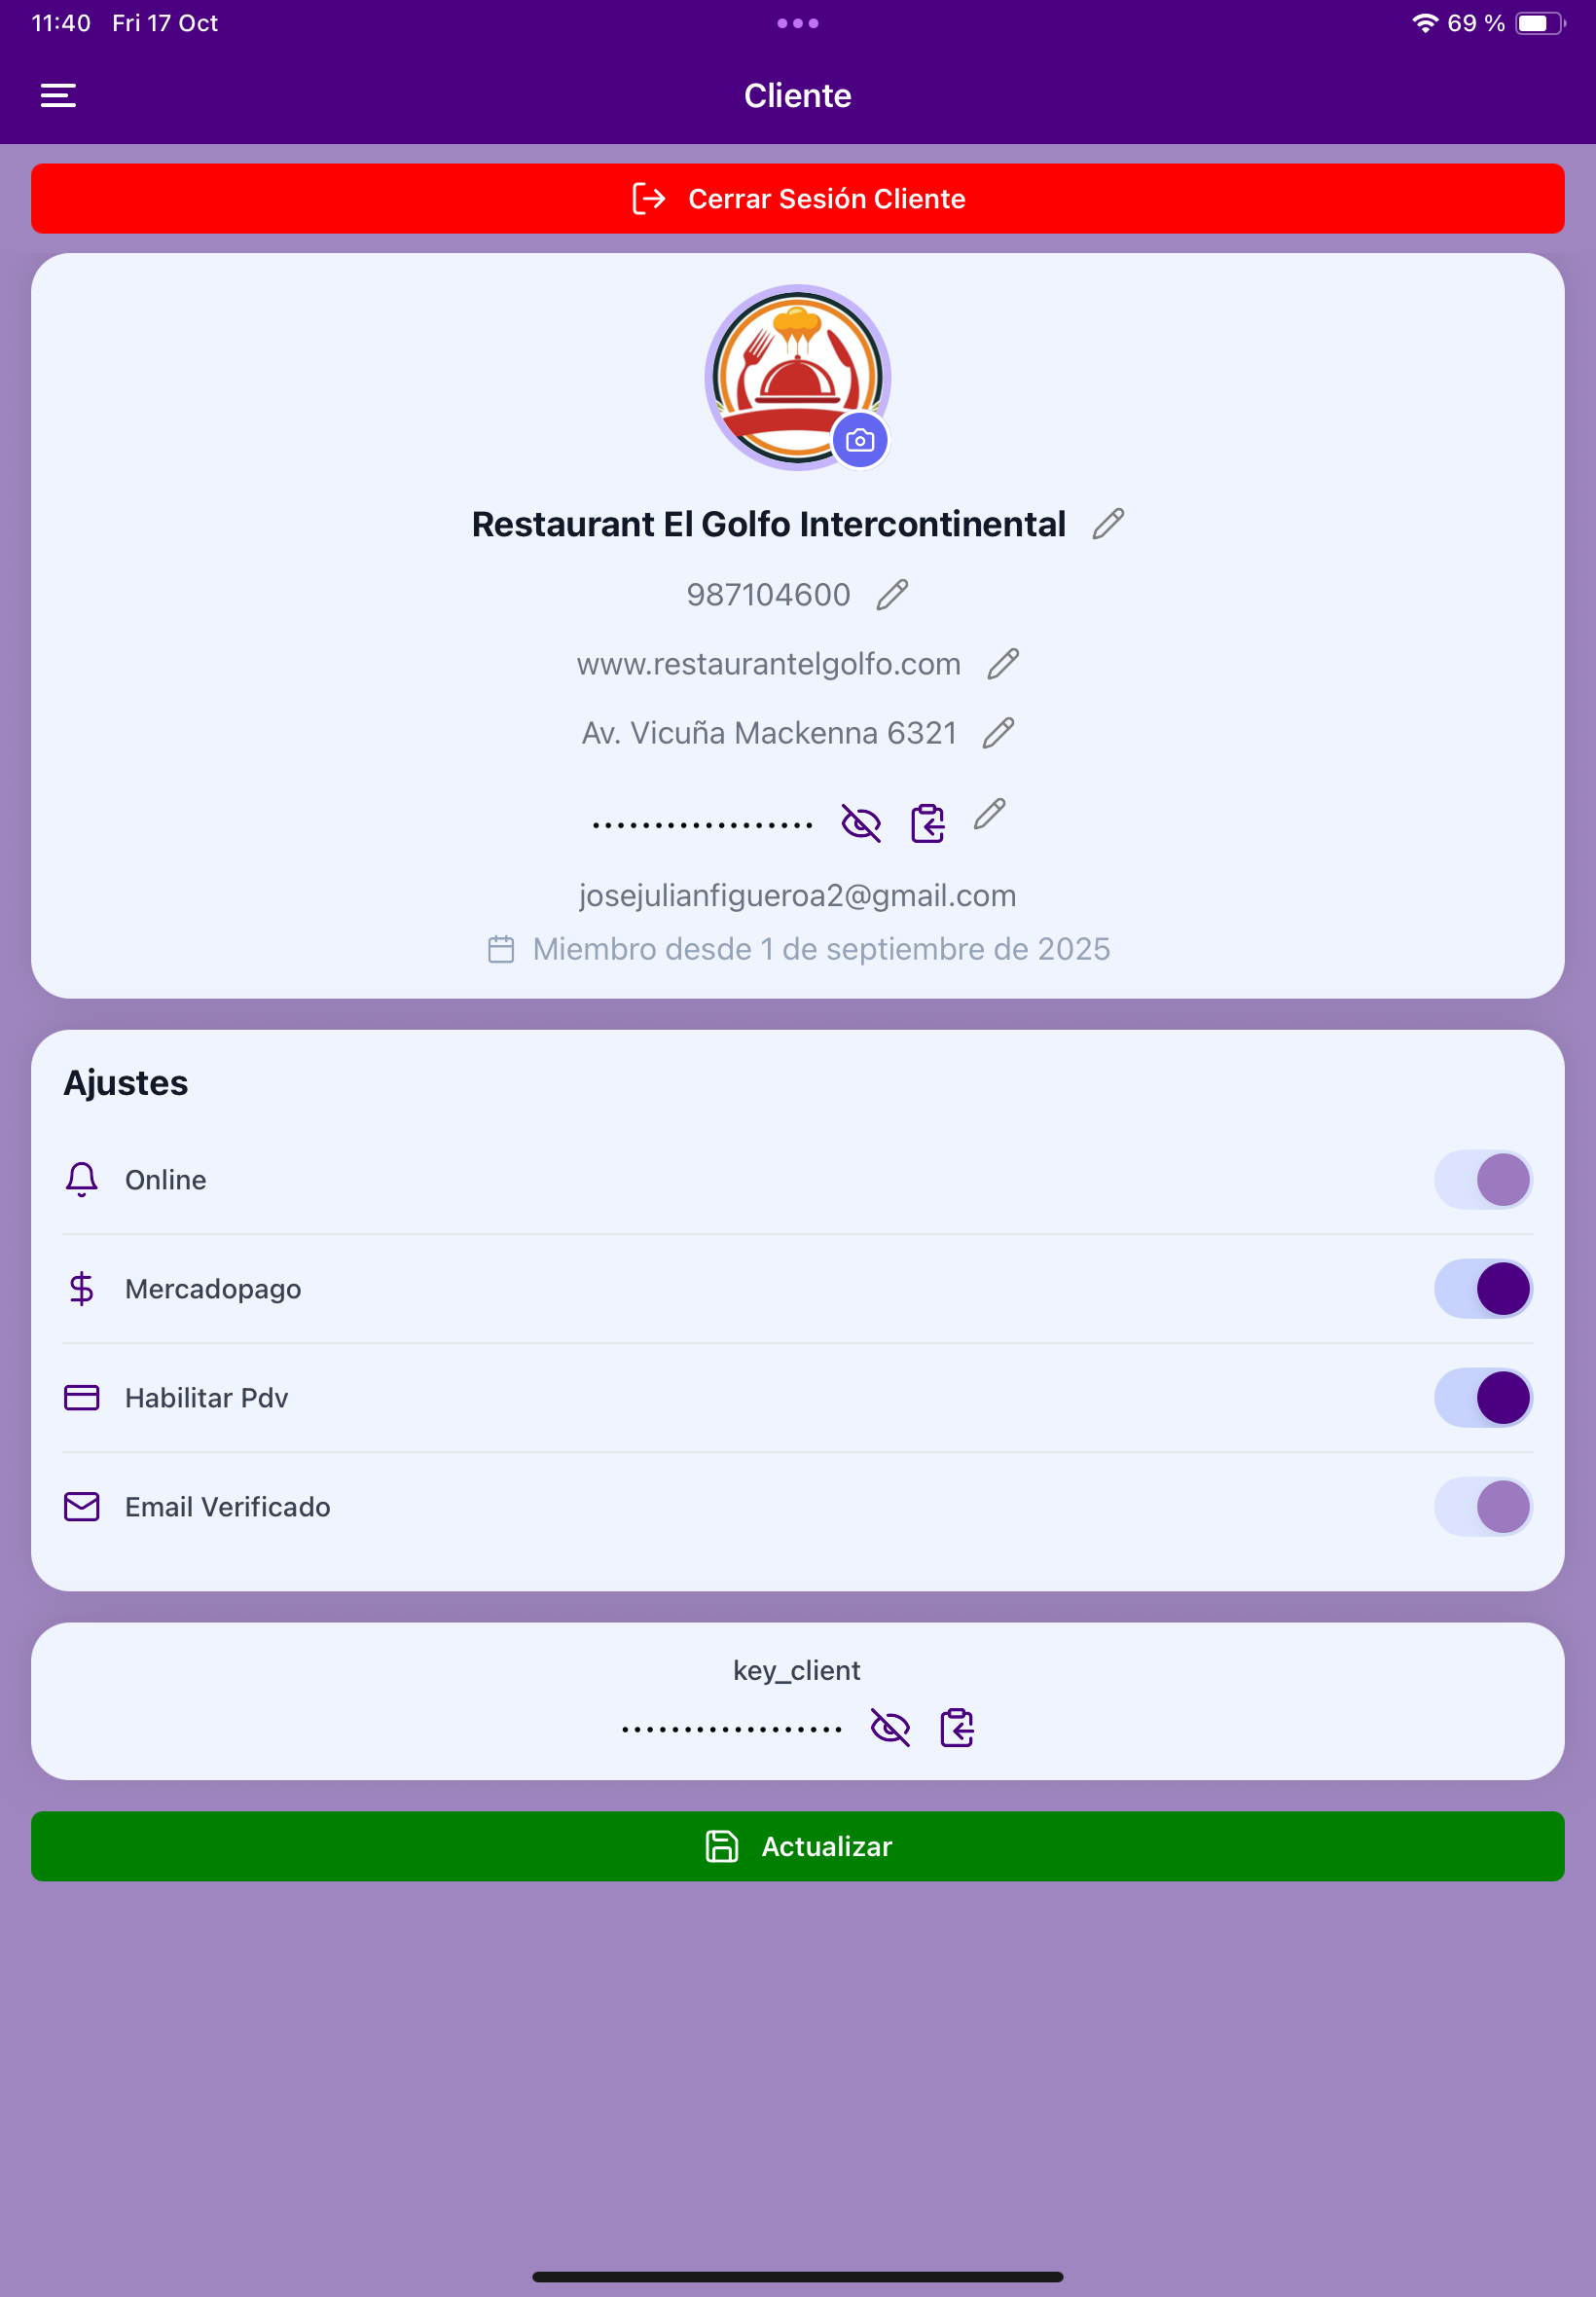 11:40 Fri 17 Oct
69 %
Cliente
Cerrar Sesión Cliente
Restaurant El Golfo Intercontinental
987104600
www.restaurantelgolfo.com
Av. Vicuña Mackenna 6321
••••••••••••••••••
josejulianfigueroa2@gmail.com
Miembro desde 1 de septiembre de 2025
Ajustes
Online
Mercadopago
Habilitar Pdv
Email Verificado
key_client
••••••••••••••••••
Actualizar